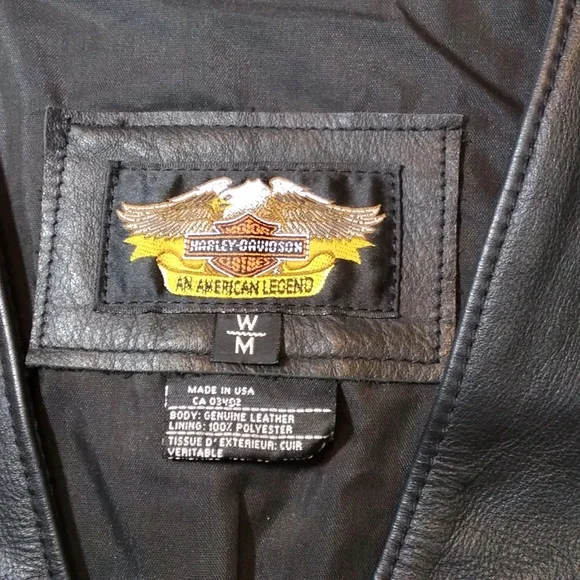 HARLEY-DAVIDSON
AN AMERICAN LEGEND
W
M
MADE IN USA
CA 03402
BODY: GENUINE LEATHER
LINING: 100% POLYESTER
TISSUE D'EXTERIEUR: CUIR
VERITABLE